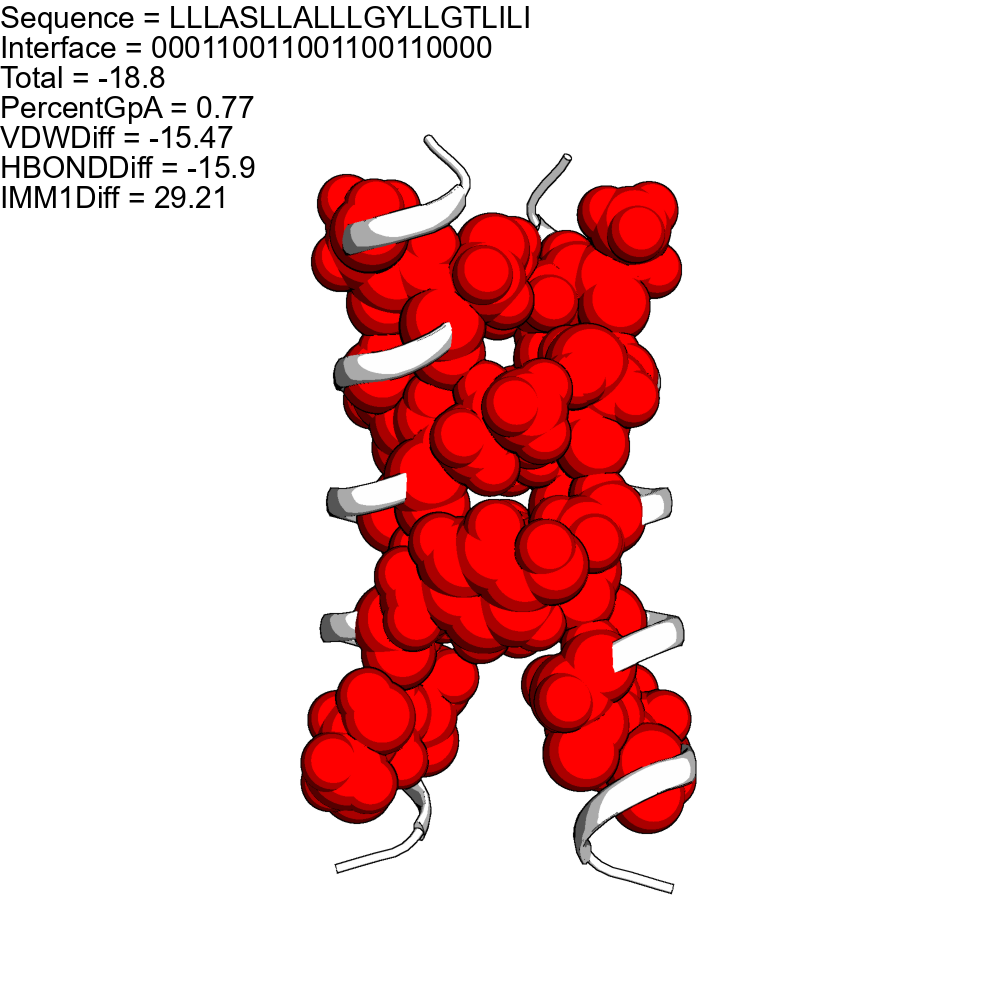 Sequence = LLLASLLALLLGYLLGTLILI
Interface = 000110011001100110000
Total = -18.8
PercentGpA = 0.77
VDWDiff = -15.47
HBONDDiff = -15.9
IMM1Diff = 29.21